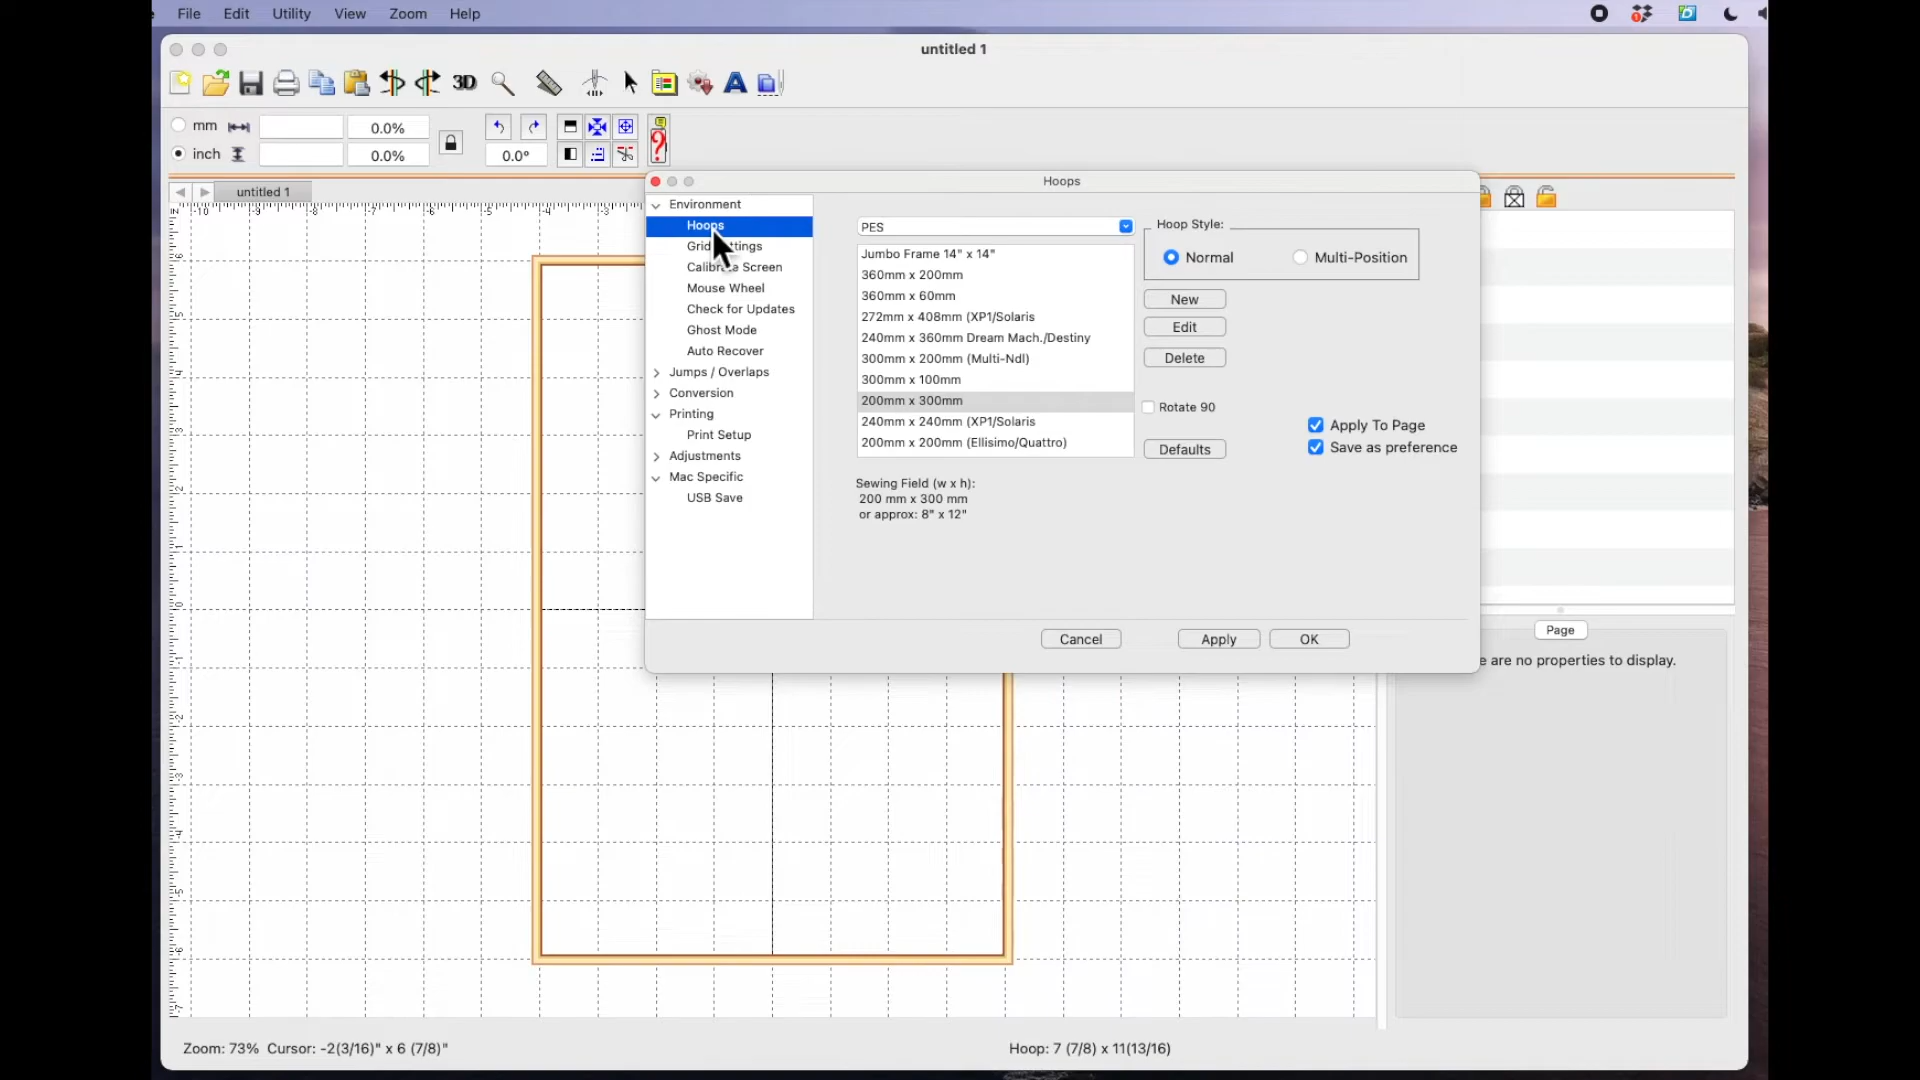 File Edit Utility View Zoom Help
untitled 1
3D A
mm 0.0%
inch 0.0% 0.0°
untitled 1
Hoops
Environment
Hoops
Calibrate Screen
Mouse Wheel
Check for Updates
Ghost Mode
Auto Recover
Jumps / Overlaps
Conversion
Printing
Print Setup
Adjustments
Mac Specific
USB Save
PES
Jumbo Frame 14" x 14"
360mm x 200mm
360mm x 60mm
272mm x 408mm (XP1/Solaris
240mm x 360mm Dream Mach./Destiny
300mm x 200mm (Multi-Ndl)
300mm x 100mm
200mm x 300mm
240mm x 240mm (XP1/Solaris
200mm x 200mm (Ellisimo/Quattro)
Sewing Field (w x h):
200 mm x 300 mm
or approx: 8" x 12"
Hoop Style:
Normal Multi-Position
New
Edit
Delete
Rotate 90
Defaults
Apply To Page
Save as preference
Cancel Apply OK
Page
are no properties to display.
Zoom: 73% Cursor: -2(3/16)" x 6 (7/8)"
Hoop: 7 (7/8) x 11(13/16)